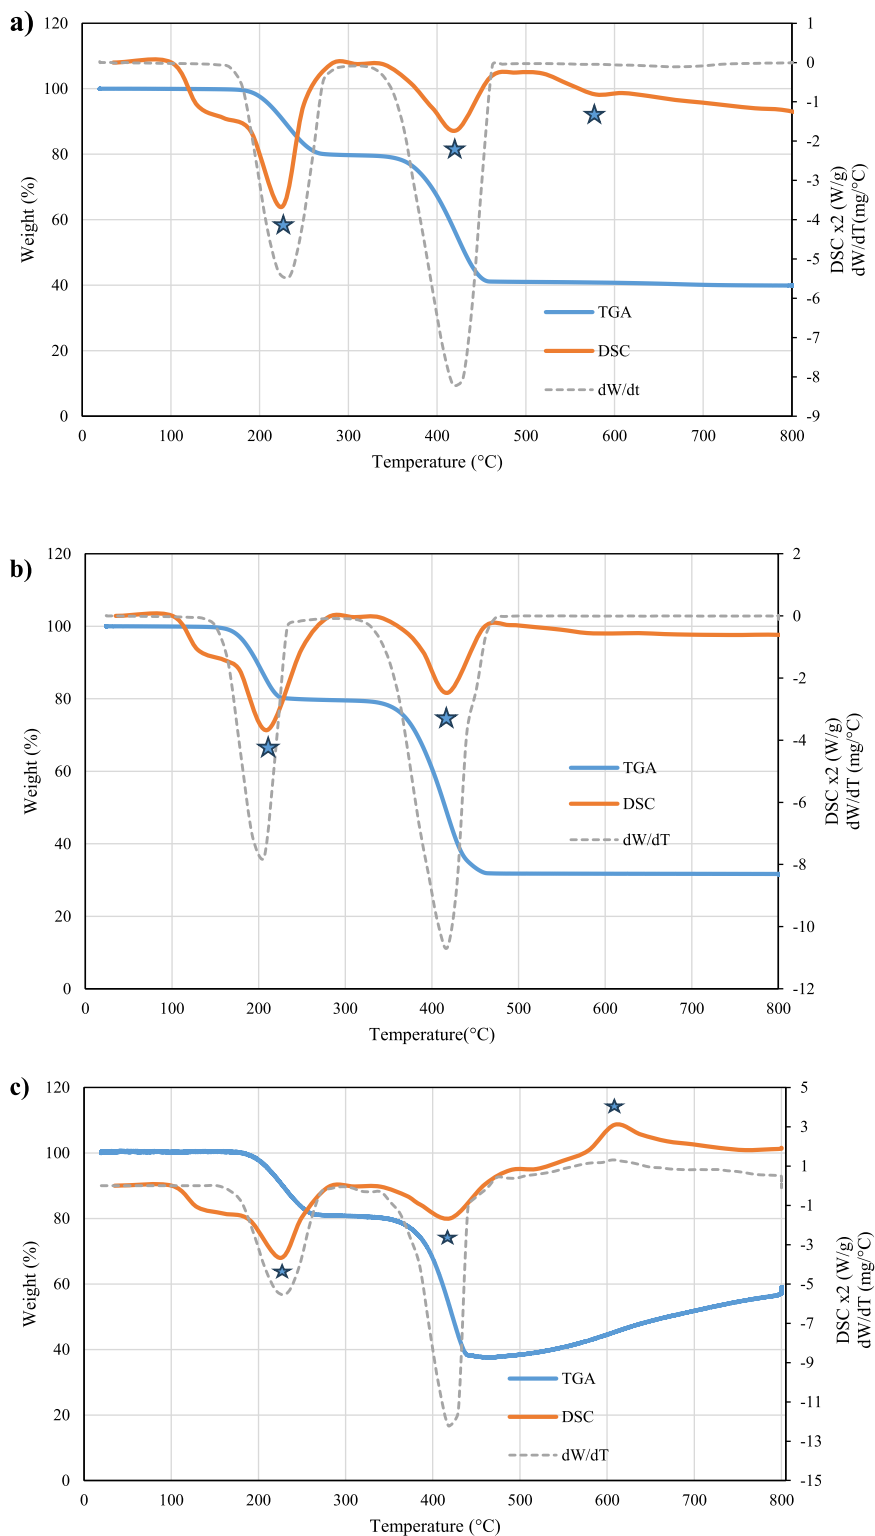 a)
120
100
80
60
40
20
0
Weight (%)
1
0
-1
-2
-3
-4
-5
-6
-7
-8
-9
DSC x2 (W/g)
dW/dT(mg/°C)
TGA
DSC
dW/dt
0 100 200 300 400 500 600 700 800
Temperature (°C)
b)
120
100
80
60
40
20
0
Weight (%)
2
0
-2
-4
-6
-8
-10
-12
DSC x2 (W/g)
dW/dT (mg/°C)
TGA
DSC
dW/dT
0 100 200 300 400 500 600 700 800
Temperature(°C)
c)
120
100
80
60
40
20
0
Weight (%)
5
3
1
-1
-3
-5
-7
-9
-11
-13
-15
DSC x2 (W/g)
dW/dT (mg/°C)
TGA
DSC
dW/dT
0 100 200 300 400 500 600 700 800
Temperature (°C)